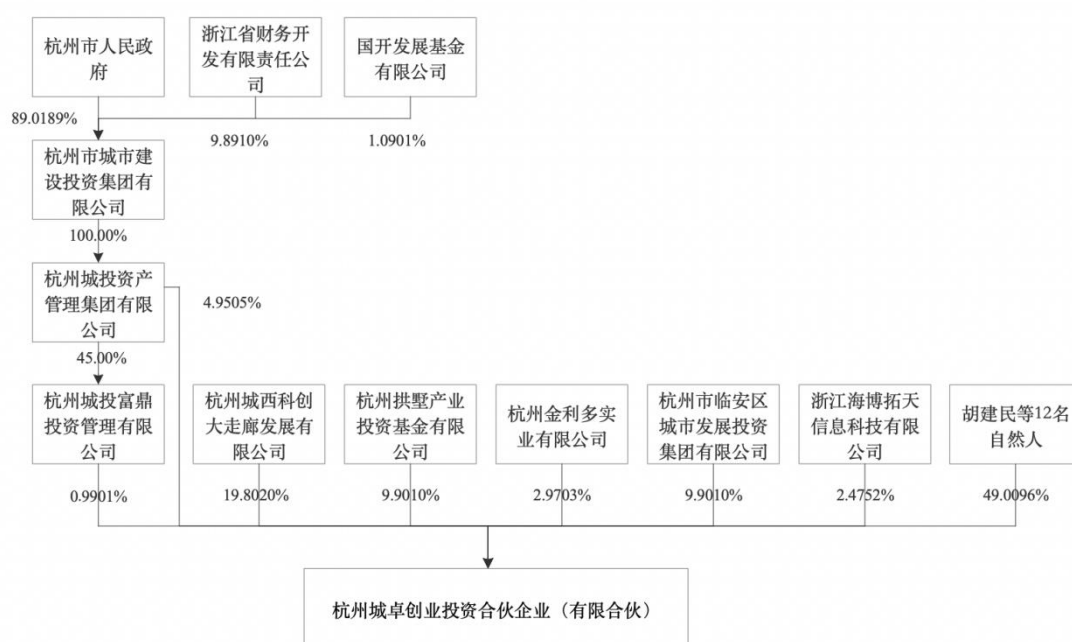 杭州市人民政
府
浙江省财务开
发有限责任公
司
国开发展基金
有限公司
89.0189%
9.8910%
1.0901%
杭州市城市建
设投资集团有
限公司
100.00%
杭州城投资产
管理集团有限
公司
4.9505%
45.00%
杭州城投富鼎
投资管理有限
公司
杭州城西科创
大走廊发展有
限公司
杭州拱墅产业
投资基金有限
公司
杭州金利多实
业有限公司
杭州市临安区
城市发展投资
集团有限公司
浙江海博拓天
信息科技有限
公司
胡建民等12名
自然人
0.9901%
19.8020%
9.9010%
2.9703%
9.9010%
2.4752%
49.0096%
杭州城卓创业投资合伙企业（有限合伙）